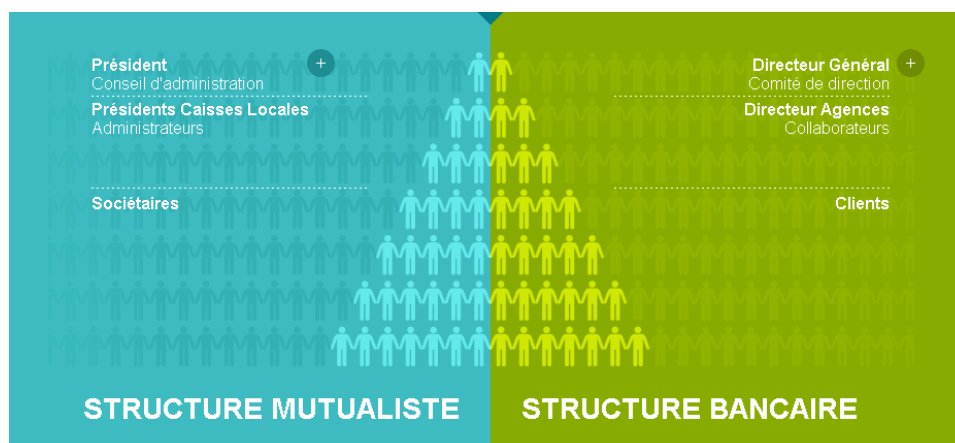 Président +
Conseil d'administration
Présidents Caisses Locales
Administrateurs
Sociétaires
STRUCTURE MUTUALISTE
Directeur Général +
Comité de direction
Directeur Agences
Collaborateurs
Clients
STRUCTURE BANCAIRE